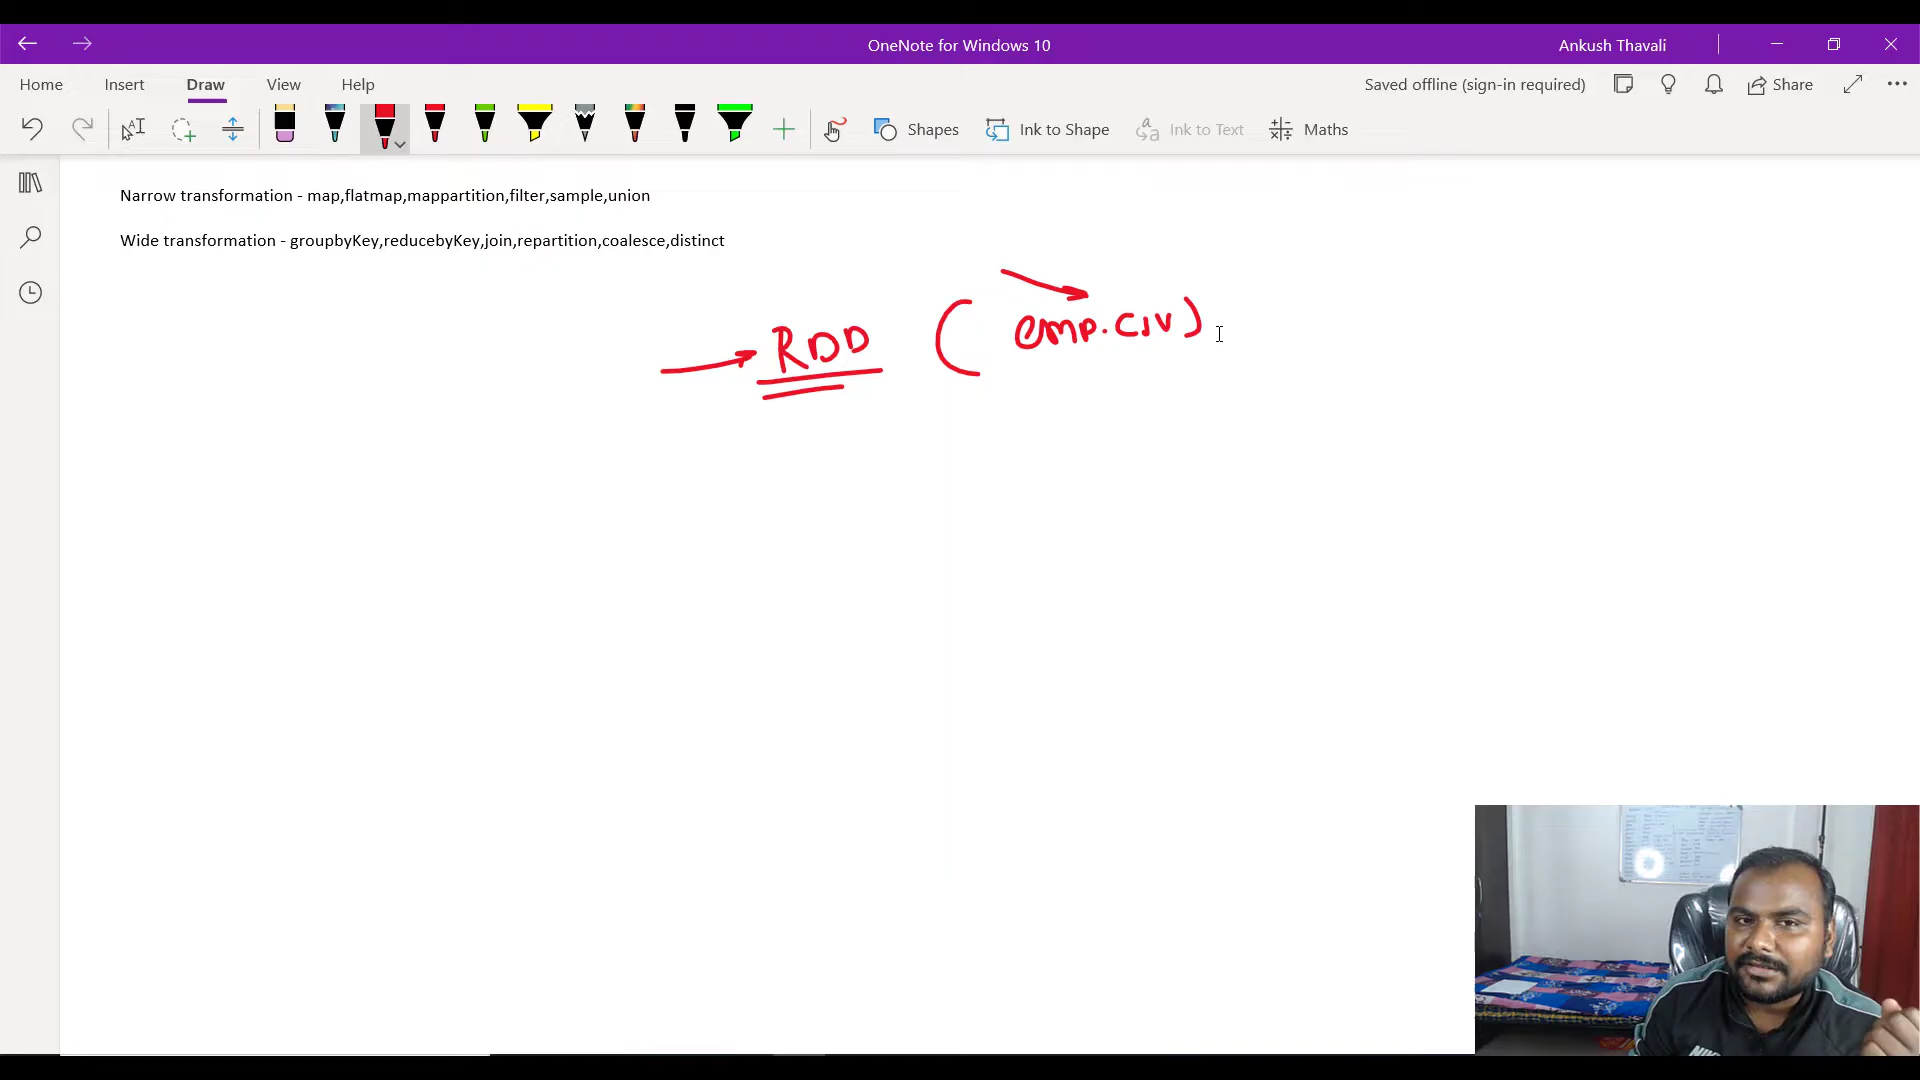 OneNote for Windows 10
Ankush Thavali
Home Insert Draw View Help
Saved offline (sign-in required) Share
Shapes Ink to Shape Ink to Text Maths
Narrow transformation - map,flatmap,mappartition,filter,sample,union
Wide transformation - groupbyKey,reducebyKey,join,repartition,coalesce,distinct
RDD ( emp.csv )